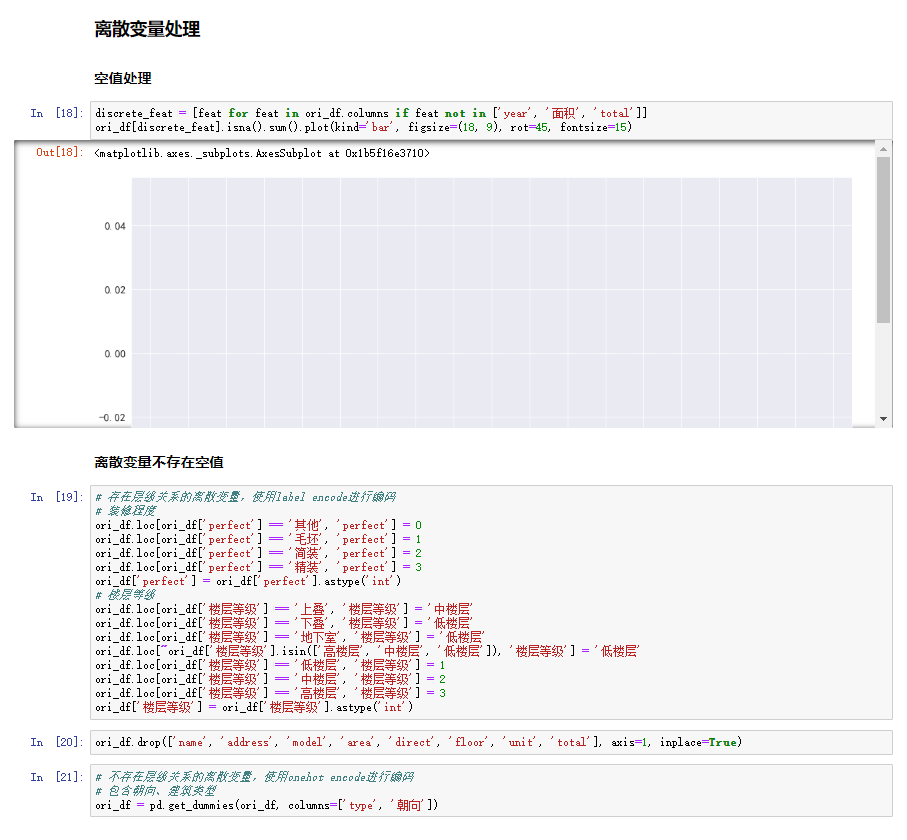 离散变量处理
空值处理
In [18]: discrete_feat = [feat for feat in ori_df.columns if feat not in ['year', '面积', 'total']]
ori_df[discrete_feat].isna().sum().plot(kind='bar', figsize=(18, 9), rot=45, fontsize=15)
Out[18]: <matplotlib.axes._subplots.AxesSubplot at 0x1b5f16e3710>
0.04
0.02
0.00
-0.02
离散变量不存在空值
In [19]: # 存在层级关系的离散变量，使用label encode进行编码
# 装修程度
ori_df.loc[ori_df['perfect'] == '其他', 'perfect'] = 0
ori_df.loc[ori_df['perfect'] == '毛坯', 'perfect'] = 1
ori_df.loc[ori_df['perfect'] == '简装', 'perfect'] = 2
ori_df.loc[ori_df['perfect'] == '精装', 'perfect'] = 3
ori_df['perfect'] = ori_df['perfect'].astype('int')
# 楼层等级
ori_df.loc[ori_df['楼层等级'] == '上叠', '楼层等级'] = '中楼层'
ori_df.loc[ori_df['楼层等级'] == '下叠', '楼层等级'] = '低楼层'
ori_df.loc[ori_df['楼层等级'] == '地下室', '楼层等级'] = '低楼层'
ori_df.loc[~ori_df['楼层等级'].isin(['高楼层', '中楼层', '低楼层']), '楼层等级'] = '低楼层'
ori_df.loc[ori_df['楼层等级'] == '低楼层', '楼层等级'] = 1
ori_df.loc[ori_df['楼层等级'] == '中楼层', '楼层等级'] = 2
ori_df.loc[ori_df['楼层等级'] == '高楼层', '楼层等级'] = 3
ori_df['楼层等级'] = ori_df['楼层等级'].astype('int')
In [20]: ori_df.drop(['name', 'address', 'model', 'area', 'direct', 'floor', 'unit', 'total'], axis=1, inplace=True)
In [21]: # 不存在层级关系的离散变量，使用onehot encode进行编码
# 包含朝向、建筑类型
ori_df = pd.get_dummies(ori_df, columns=['type', '朝向'])